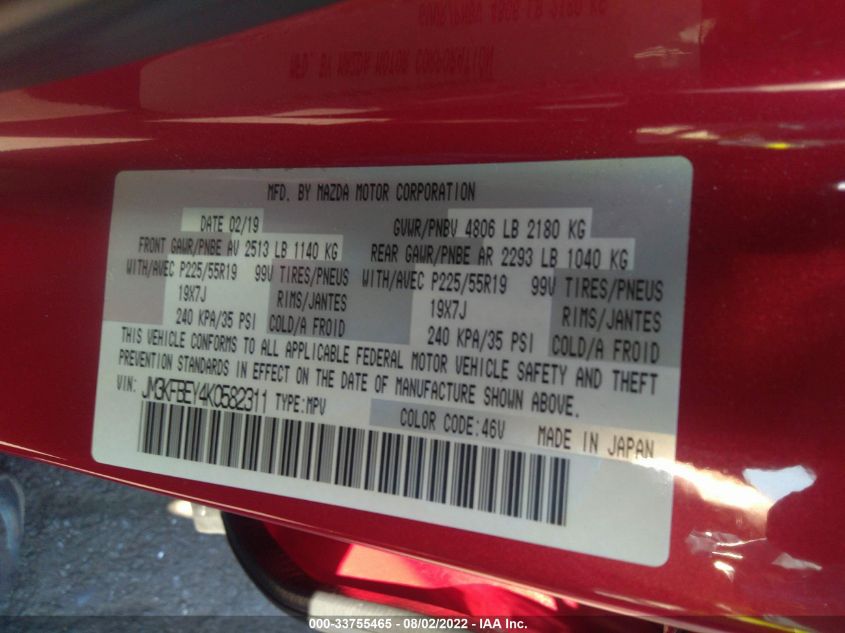 MFD. BY MAZDA MOTOR CORPORATION
DATE 02/19 GVWR/PNBV 4806 LB 2180 KG
FRONT GAWR/PNBE AV 2513 LB 1140 KG REAR GAWR/PNBE AR 2293 LB 1040 KG
WITH/AVEC P225/55R19 99V TIRES/PNEUS WITH/AVEC P225/55R19 99V TIRES/PNEUS
19X7J RIMS/JANTES 19X7J RIMS/JANTES
240 KPA/35 PSI COLD/A FROID 240 KPA/35 PSI COLD/A FROID
THIS VEHICLE CONFORMS TO ALL APPLICABLE FEDERAL MOTOR VEHICLE SAFETY AND THEFT
PREVENTION STANDARDS IN EFFECT ON THE DATE OF MANUFACTURE SHOWN ABOVE.
VIN: JM3KFBEY4K0582311 TYPE:MPV
COLOR CODE:46V MADE IN JAPAN
000-33755465 - 08/02/2022 - IAA Inc.